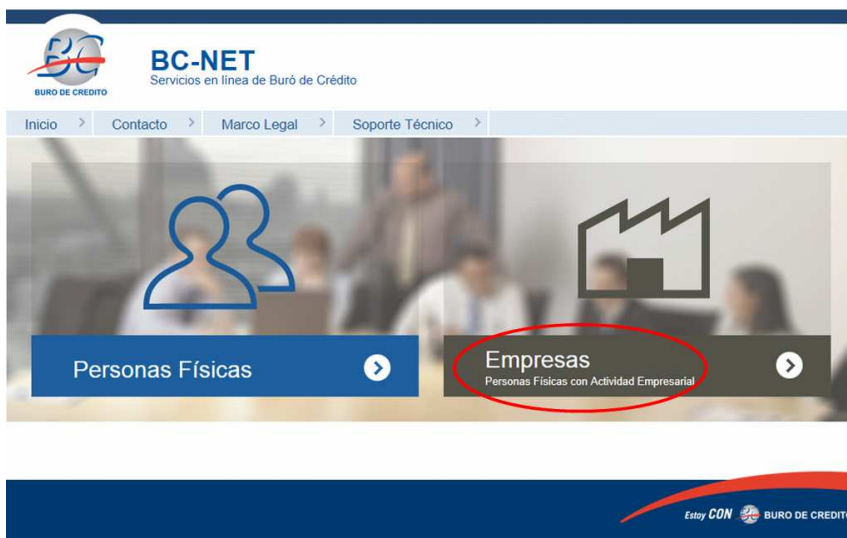 BURO DE CREDITO
BC-NET
Servicios en línea de Buró de Crédito
Inicio
Contacto
Marco Legal
Soporte Técnico
Personas Físicas
Empresas
Personas Físicas con Actividad Empresarial
Estoy CON BURO DE CREDITO